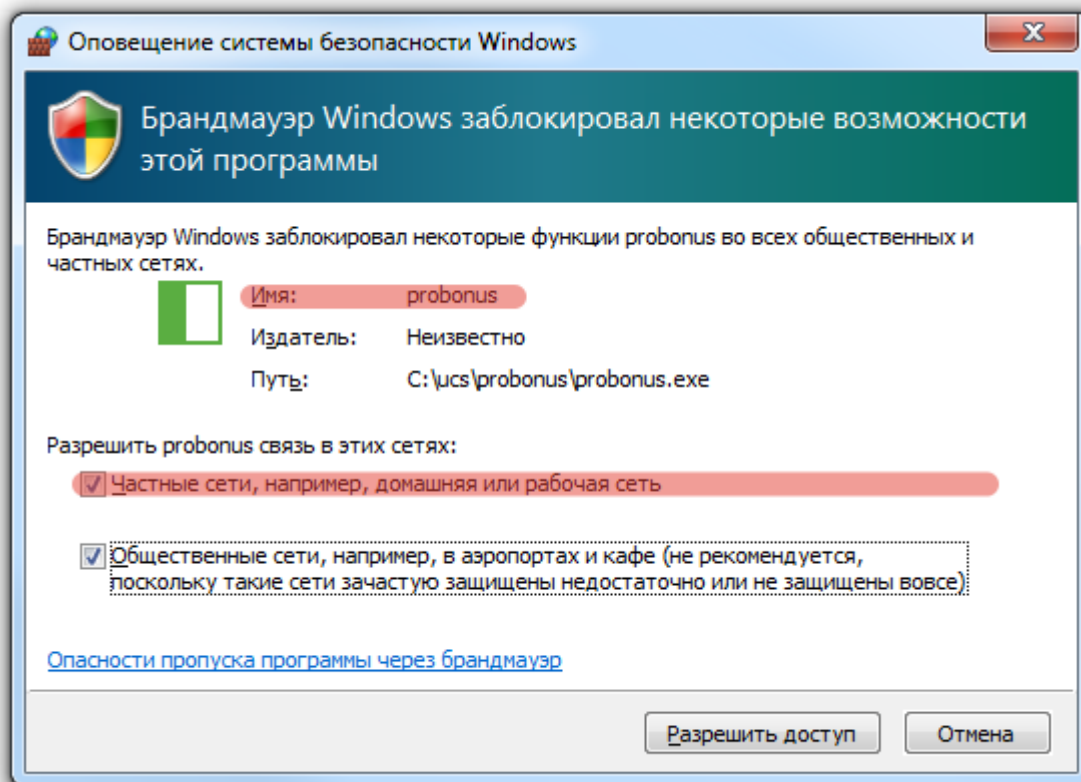 Оповещение системы безопасности Windows
Брандмауэр Windows заблокировал некоторые возможности
этой программы
Брандмауэр Windows заблокировал некоторые функции probonus во всех общественных и
частных сетях.
Имя: probonus
Издатель: Неизвестно
Путь: C:\ucs\probonus\probonus.exe
Разрешить probonus связь в этих сетях:
Частные сети, например, домашняя или рабочая сеть
Общественные сети, например, в аэропортах и кафе (не рекомендуется,
поскольку такие сети зачастую защищены недостаточно или не защищены вовсе)
Опасности пропуска программы через брандмауэр
Разрешить доступ Отмена